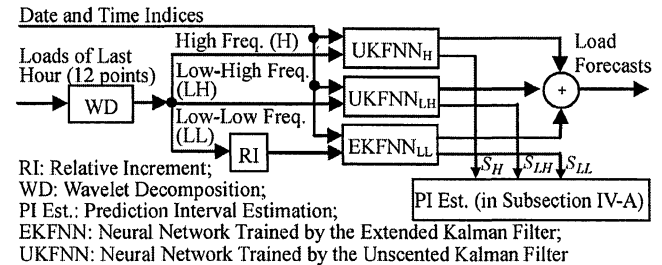 Date and Time Indices
High Freq. (H)
UKFNN_H
Load
Forecasts
Loads of Last
Hour (12 points)
Low-High Freq.
(LH)
WD
UKFNN_LH
+
Low-Low Freq.
(LL)
RI
EKFNN_LL
S_H
S_LH
S_LL
PI Est. (in Subsection IV-A)
RI: Relative Increment;
WD: Wavelet Decomposition;
PI Est.: Prediction Interval Estimation;
EKFNN: Neural Network Trained by the Extended Kalman Filter;
UKFNN: Neural Network Trained by the Unscented Kalman Filter